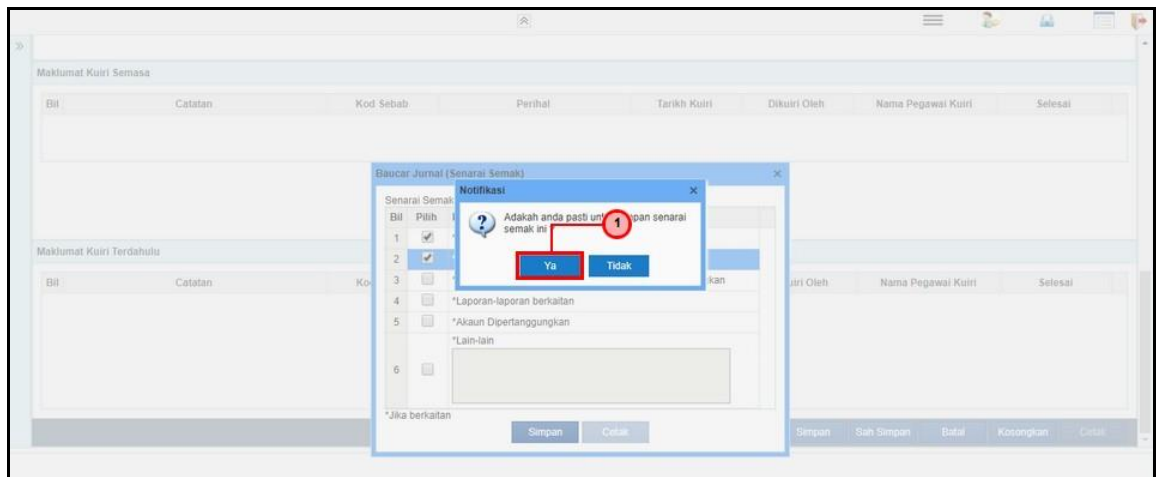 Maklumat Kuiri Semasa
Bil Catatan Kod Sebab Perihal Tarikh Kuiri Dikuiri Oleh Nama Pegawai Kuiri Selesai
Baucar Jurnal (Senarai Semak)
Notifikasi
Senarai Semak
Adakah anda pasti
semak ini
senarai
1
Bil Pilih
1
2
Ya Tidak
3
4 *Laporan-laporan berkaitan
5 *Akaun Dipertanggungkan
*Lain-lain
6
*Jika berkaitan
Simpan Cetak
Maklumat Kuiri Terdahulu
Bil Catatan Oleh Nama Pegawai Kuiri Selesai
Simpan Sah Simpan Batal Kosongkan Cetak